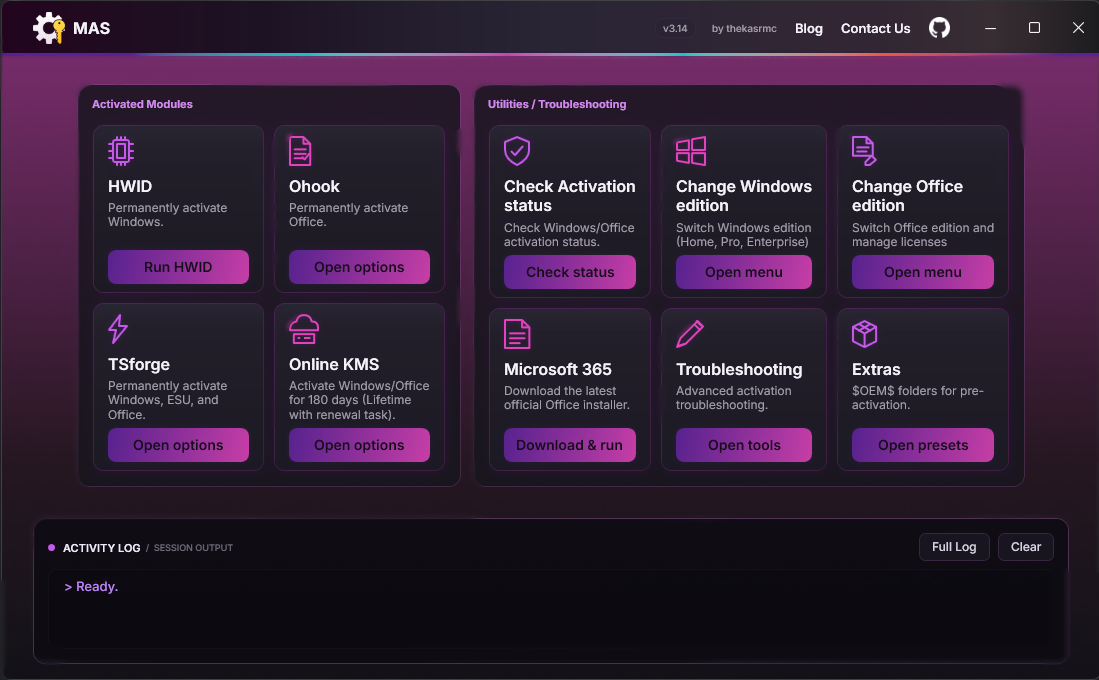 MAS
v3.14
by thekasrmc
Blog
Contact Us
Activated Modules
HWID
Permanently activate
Windows.
Run HWID
Ohook
Permanently activate
Office.
Open options
TSforge
Permanently activate
Windows, ESU, and
Office.
Open options
Online KMS
Activate Windows/Office
for 180 days (Lifetime
with renewal task).
Open options
Utilities / Troubleshooting
Check Activation
status
Check Windows/Office
activation status.
Check status
Change Windows
edition
Switch Windows edition
(Home, Pro, Enterprise)
Open menu
Change Office
edition
Switch Office edition and
manage licenses
Open menu
Microsoft 365
Download the latest
official Office installer.
Download & run
Troubleshooting
Advanced activation
troubleshooting.
Open tools
Extras
$OEM$ folders for pre-
activation.
Open presets
ACTIVITY LOG / SESSION OUTPUT
Full Log
Clear
> Ready.